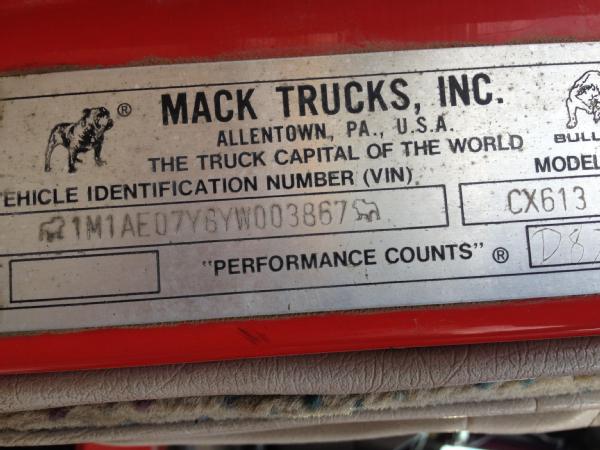 ® MACK TRUCKS, INC.
ALLENTOWN, PA., U.S.A.
THE TRUCK CAPITAL OF THE WORLD
BULL
EHICLE IDENTIFICATION NUMBER (VIN) MODEL
1M1AE07Y6YW003867 CX613
"PERFORMANCE COUNTS" ®